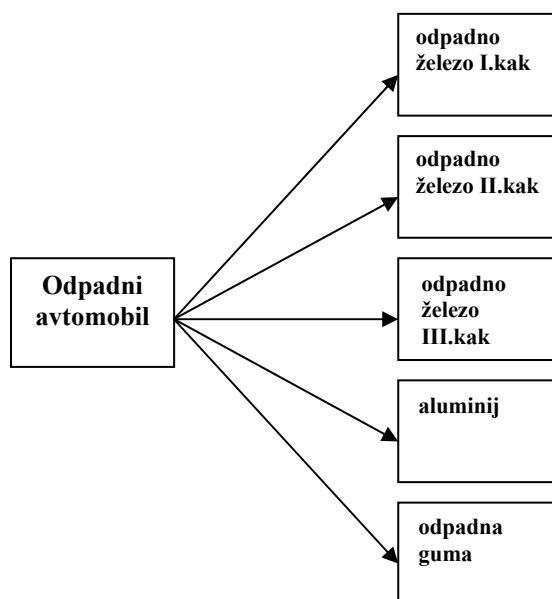 odpadno
železo I.kak
odpadno
železo II.kak
Odpadni
avtomobil
odpadno
železo
III.kak
aluminij
odpadna
guma